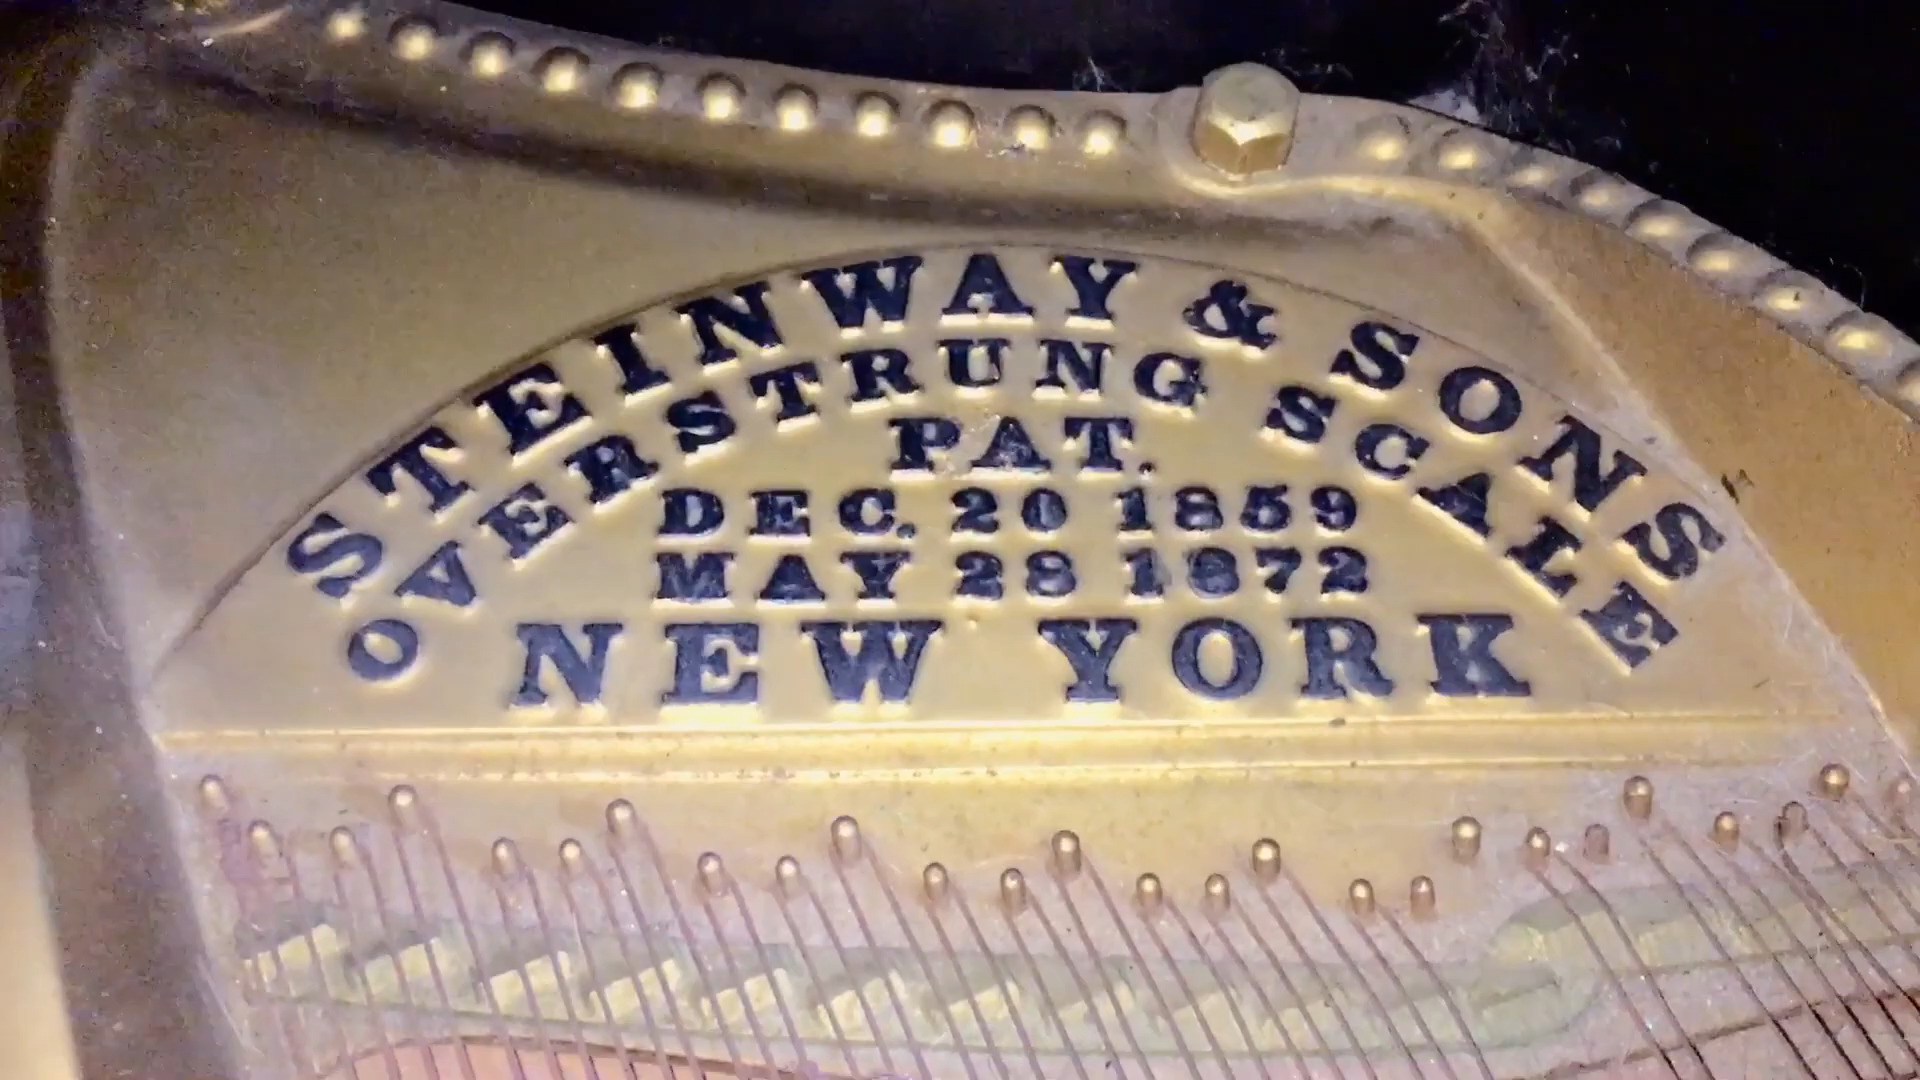 STEINWAY & SONS
OVERSTRUNG SCALE
PAT.
DEC. 20 1859
MAY 28 1872
NEW YORK